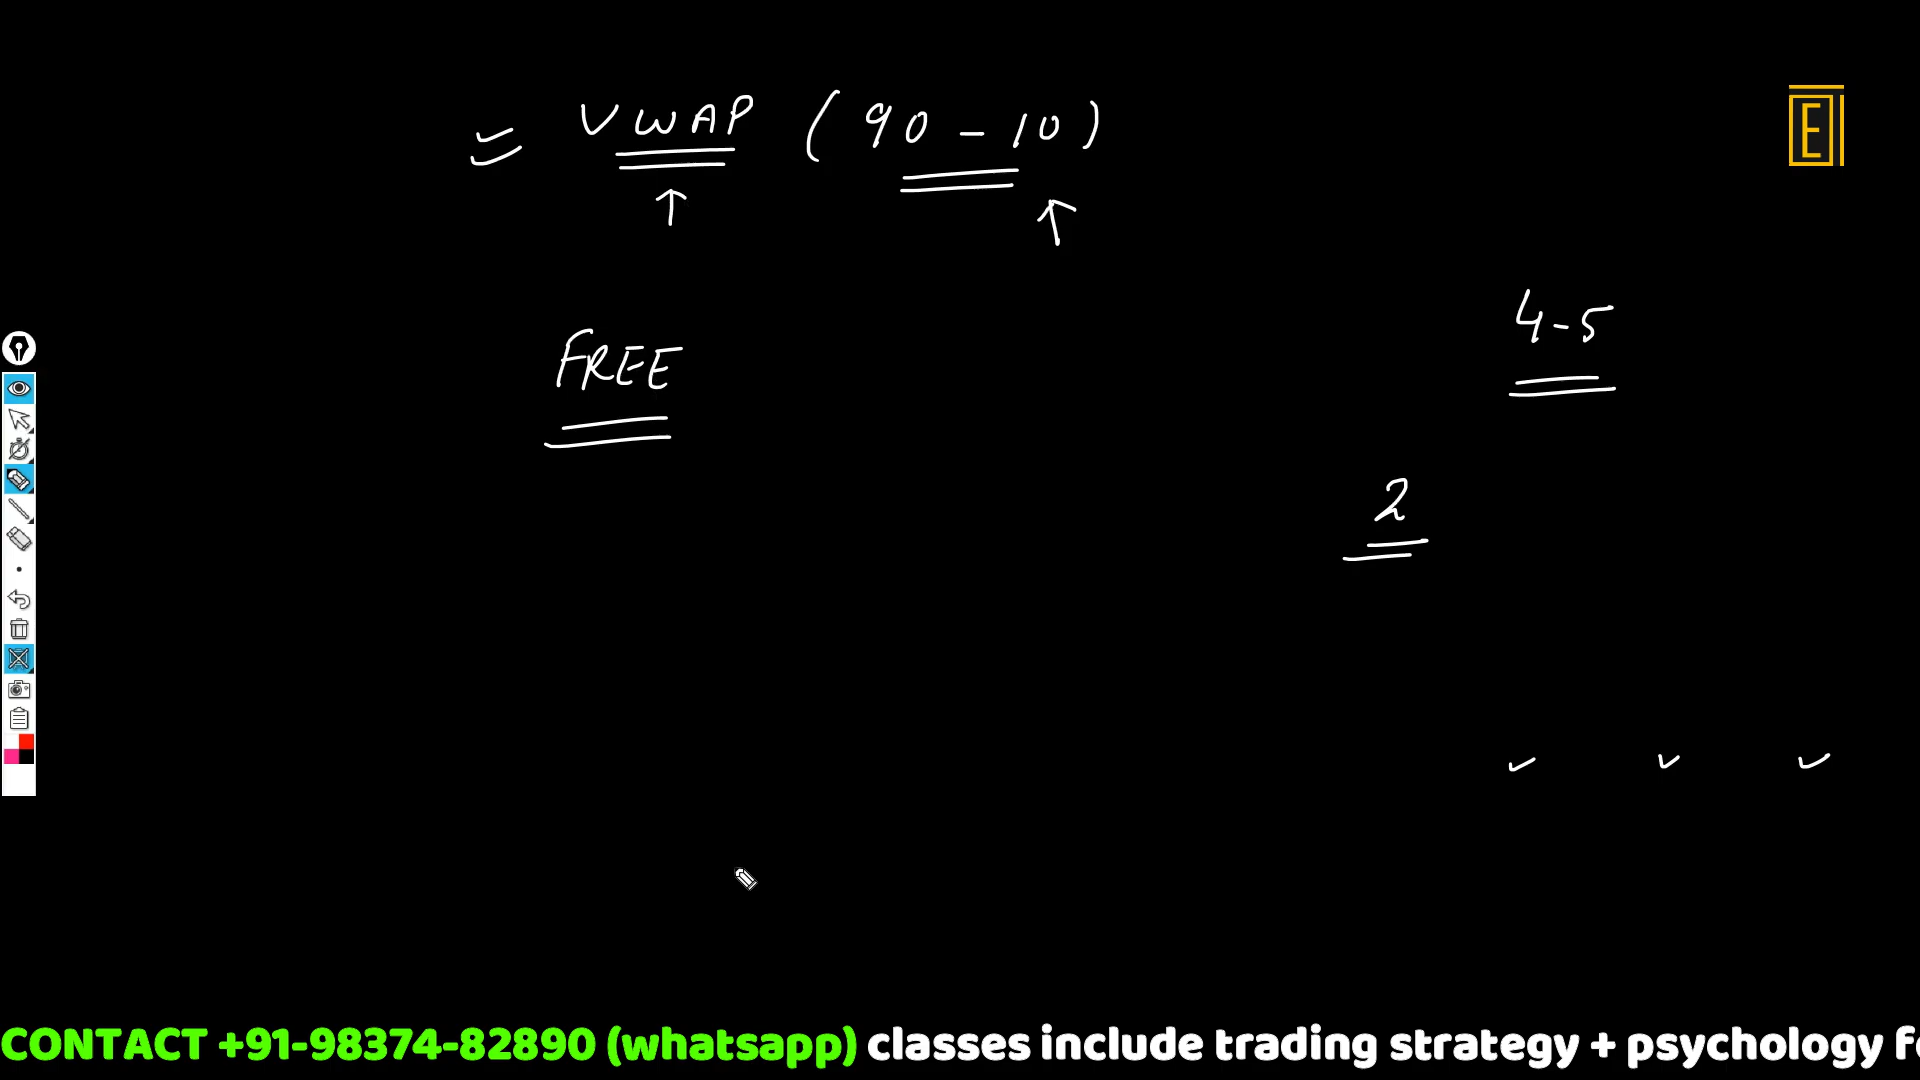 = VWAP (90-10)
E
4-5
FREE
2
CONTACT +91-98374-82890 (whatsapp) classes include trading strategy + psychology